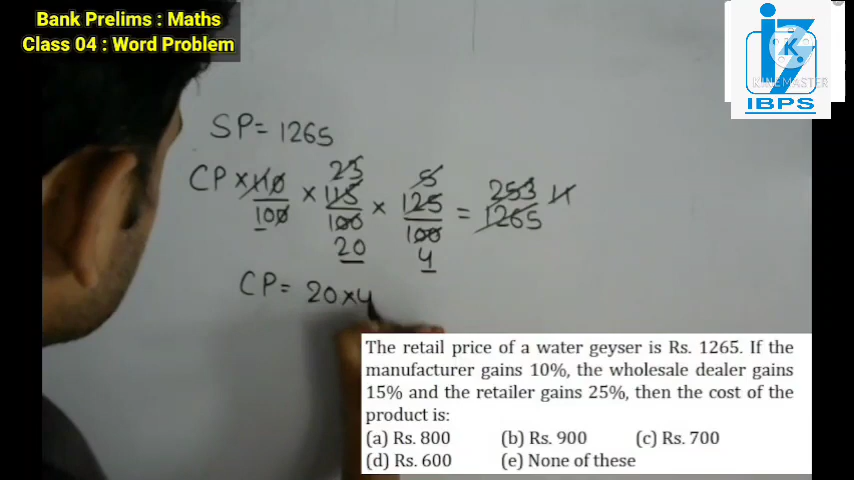 Bank Prelims : Maths
Class 04 : Word Problem
K
KINEMASTER
IBPS
SP = 1265
CP × 110/100 × 115/100 × 125/100 = 1265
23 5 253 11
20 4
CP = 20×4
The retail price of a water geyser is Rs. 1265. If the
manufacturer gains 10%, the wholesale dealer gains
15% and the retailer gains 25%, then the cost of the
product is:
(a) Rs. 800 (b) Rs. 900 (c) Rs. 700
(d) Rs. 600 (e) None of these